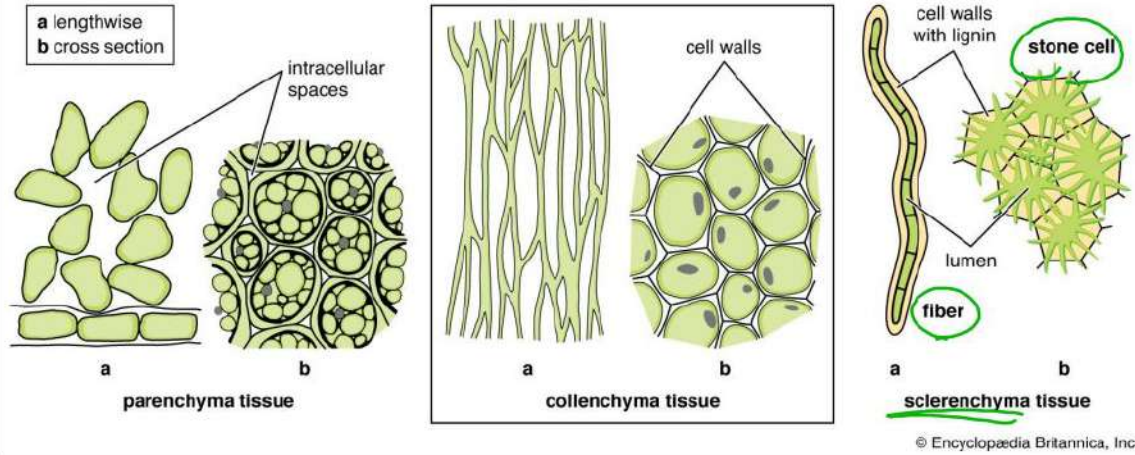 a lengthwise
b cross section
intracellular
spaces
a
b
parenchyma tissue
cell walls
a
b
collenchyma tissue
cell walls
with lignin
stone cell
lumen
fiber
a
b
sclerenchyma tissue
© Encyclopædia Britannica, Inc